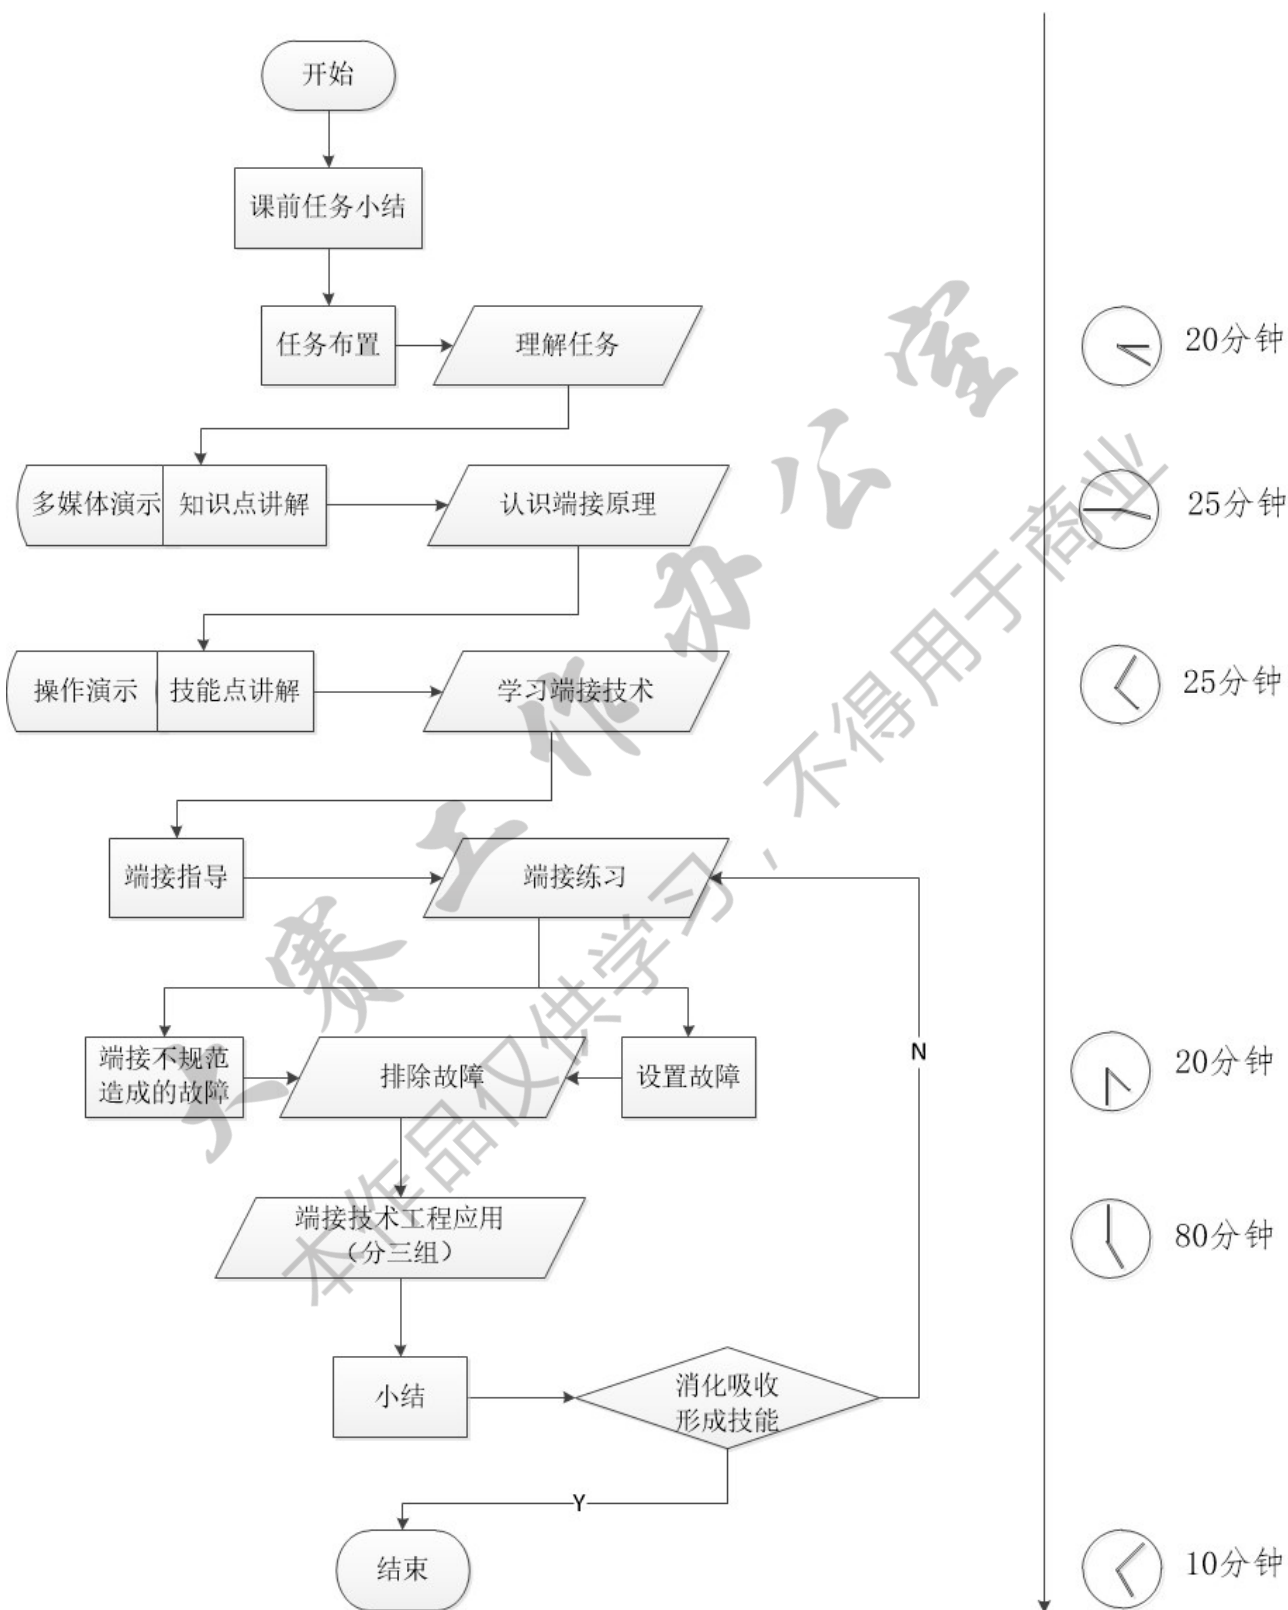 开始
课前任务小结
任务布置
理解任务
20分钟
多媒体演示
知识点讲解
认识端接原理
25分钟
操作演示
技能点讲解
学习端接技术
25分钟
端接指导
端接练习
端接不规范
造成的故障
排除故障
设置故障
N
20分钟
端接技术工程应用
（分三组）
80分钟
小结
消化吸收
形成技能
Y
结束
10分钟
大赛工作办公室
本作品仅供学习，不得用于商业